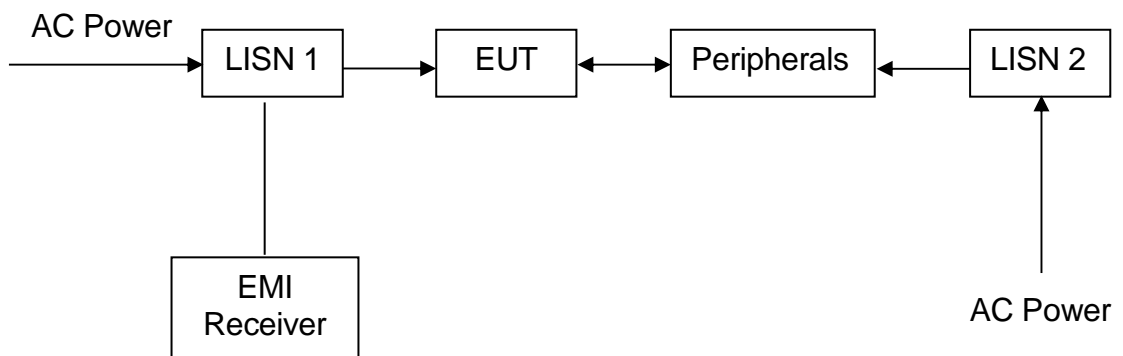 AC Power
LISN 1
EUT
Peripherals
LISN 2
EMI
Receiver
AC Power